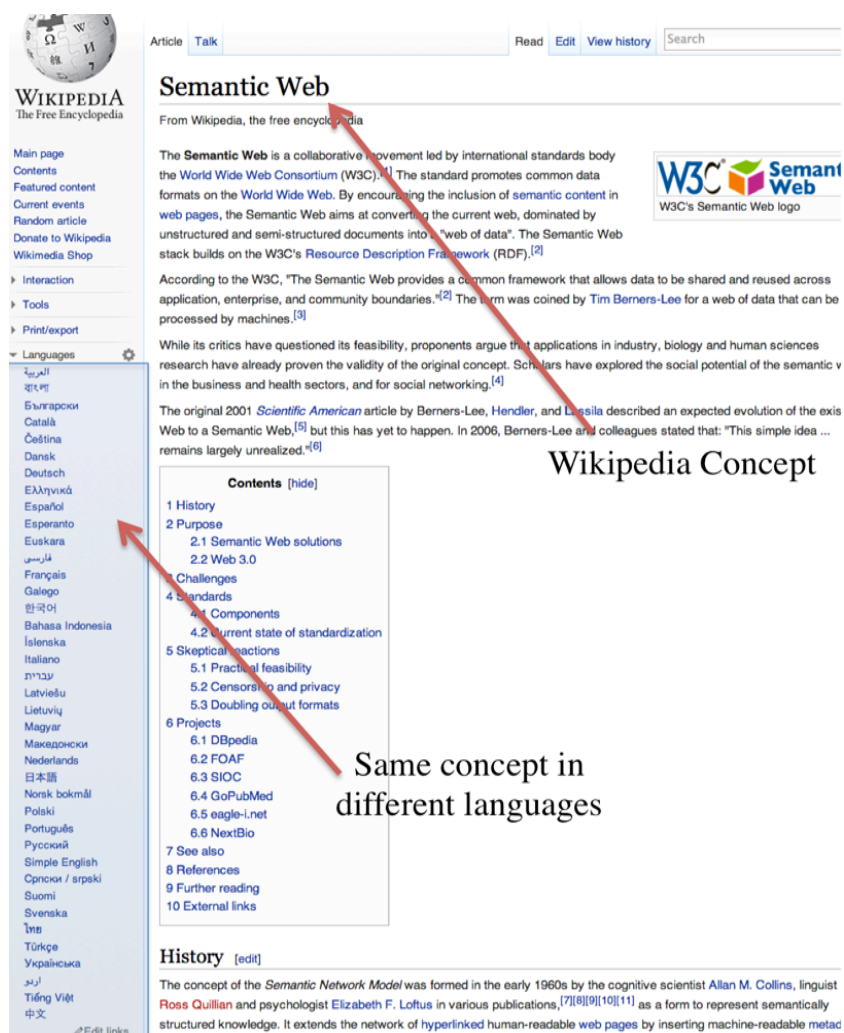 WIKIPEDIA
The Free Encyclopedia
Main page
Contents
Featured content
Current events
Random article
Donate to Wikipedia
Wikimedia Shop
Interaction
Tools
Print/export
Languages
العربية
বাংলা
Български
Català
Čeština
Dansk
Deutsch
Ελληνικά
Español
Esperanto
Euskara
فارسی
Français
Galego
한국어
Bahasa Indonesia
Íslenska
Italiano
עברית
Latviešu
Lietuvių
Magyar
Македонски
Nederlands
日本語
Norsk bokmål
Polski
Português
Русский
Simple English
Српски / srpski
Suomi
Svenska
ไทย
Türkçe
Українська
اردو
Tiếng Việt
中文
Edit links
Article Talk Read Edit View history Search
Semantic Web
From Wikipedia, the free encyclopedia
The Semantic Web is a collaborative movement led by international standards body
the World Wide Web Consortium (W3C).[1] The standard promotes common data
formats on the World Wide Web. By encouraging the inclusion of semantic content in
web pages, the Semantic Web aims at converting the current web, dominated by
unstructured and semi-structured documents into a "web of data". The Semantic Web
stack builds on the W3C's Resource Description Framework (RDF).[2]
W3C Semant
Web
W3C's Semantic Web logo
According to the W3C, "The Semantic Web provides a common framework that allows data to be shared and reused across
application, enterprise, and community boundaries."[2] The term was coined by Tim Berners-Lee for a web of data that can be
processed by machines.[3]
While its critics have questioned its feasibility, proponents argue that applications in industry, biology and human sciences
research have already proven the validity of the original concept. Scholars have explored the social potential of the semantic w
in the business and health sectors, and for social networking.[4]
The original 2001 Scientific American article by Berners-Lee, Hendler, and Lassila described an expected evolution of the exis
Web to a Semantic Web,[5] but this has yet to happen. In 2006, Berners-Lee and colleagues stated that: "This simple idea ...
remains largely unrealized."[6]
Wikipedia Concept
Contents [hide]
1 History
2 Purpose
2.1 Semantic Web solutions
2.2 Web 3.0
3 Challenges
4 Standards
4.1 Components
4.2 Current state of standardization
5 Skeptical reactions
5.1 Practical feasibility
5.2 Censorship and privacy
5.3 Doubling output formats
6 Projects
6.1 DBpedia
6.2 FOAF
6.3 SIOC
6.4 GoPubMed
6.5 eagle-i.net
6.6 NextBio
7 See also
8 References
9 Further reading
10 External links
Same concept in
different languages
History [edit]
The concept of the Semantic Network Model was formed in the early 1960s by the cognitive scientist Allan M. Collins, linguist
Ross Quillian and psychologist Elizabeth F. Loftus in various publications,[7][8][9][10][11] as a form to represent semantically
structured knowledge. It extends the network of hyperlinked human-readable web pages by inserting machine-readable metad